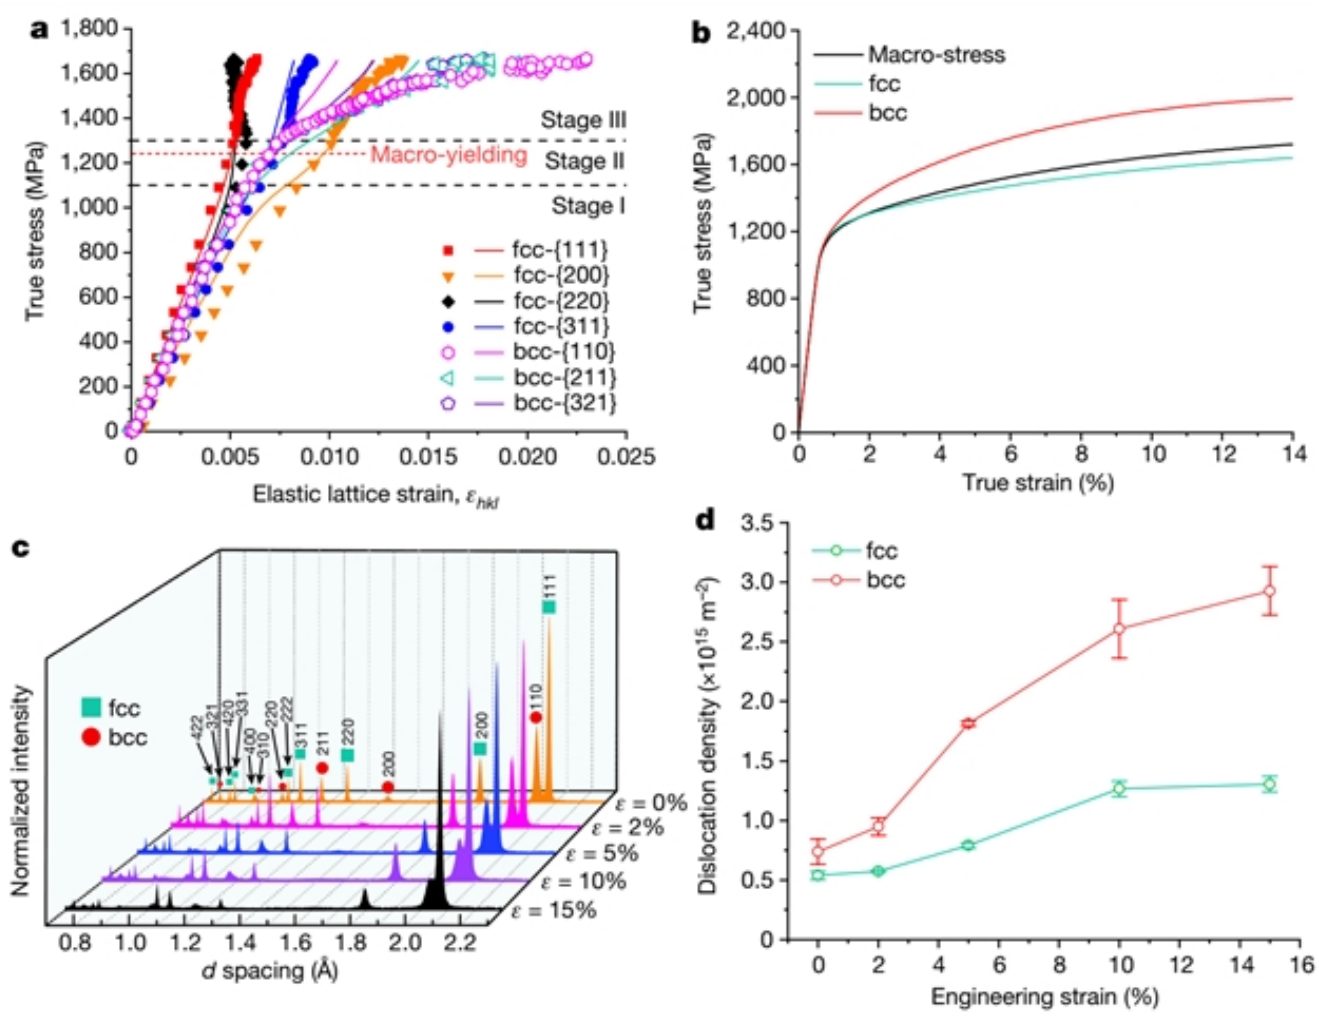 a
1,800
1,600
1,400
1,200
1,000
800
600
400
200
0
True stress (MPa)
Stage III
Macro-yielding
Stage II
Stage I
fcc-{111}
fcc-{200}
fcc-{220}
fcc-{311}
bcc-{110}
bcc-{211}
bcc-{321}
0 0.005 0.010 0.015 0.020 0.025
Elastic lattice strain, εhkl
b
2,400
2,000
1,600
1,200
800
400
0
True stress (MPa)
Macro-stress
fcc
bcc
0 2 4 6 8 10 12 14
True strain (%)
c
Normalized intensity
fcc
bcc
422
321
420
331
400
310
220
222
311
211
220
200
200
110
111
ε = 0%
ε = 2%
ε = 5%
ε = 10%
ε = 15%
0.8 1.0 1.2 1.4 1.6 1.8 2.0 2.2
d spacing (Å)
d
3.5
3.0
2.5
2.0
1.5
1.0
0.5
0
Dislocation density (×10¹⁵ m⁻²)
fcc
bcc
0 2 4 6 8 10 12 14 16
Engineering strain (%)